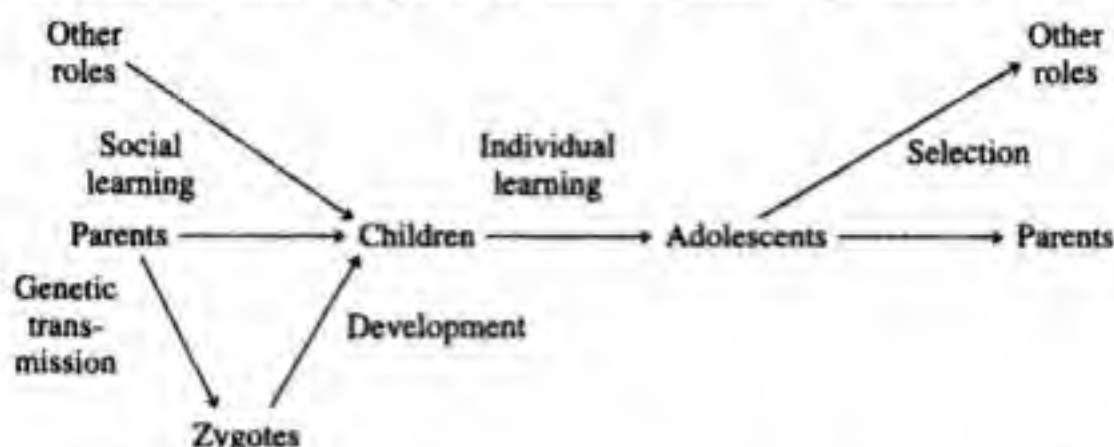 Other
roles
Other
roles
Social
learning
Individual
learning
Selection
Parents
Children
Adolescents
Parents
Genetic
trans-
mission
Development
Zygotes